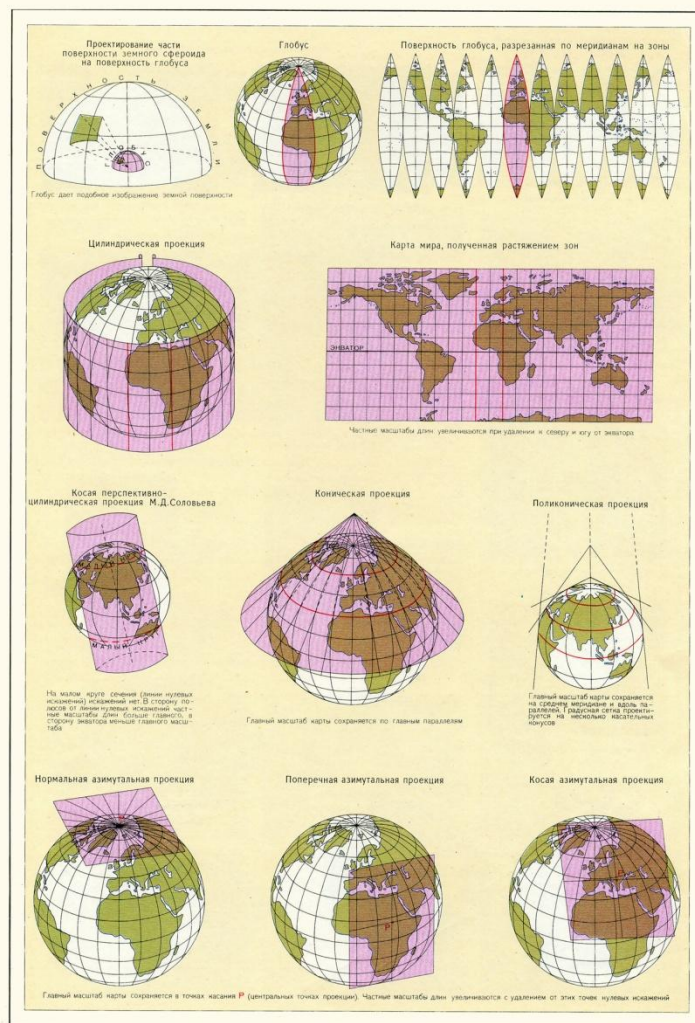 Проектирование части
поверхности земного сфероида
на поверхность глобуса
ПОВЕРХНОСТЬ ЗЕМЛИ
ГЛОБУС
Глобус дает подобное изображение земной поверхности
Глобус
Поверхность глобуса, разрезанная по меридианам на зоны
Цилиндрическая проекция
Карта мира, полученная растяжением зон
ЭКВАТОР
Частные масштабы длин увеличиваются при удалении к северу и югу от экватора
Косая перспективно-
цилиндрическая проекция М.Д.Соловьева
МАЛЫЙ
На малом круге сечения (линии нулевых
искажений) искажений нет. В сторону по-
люсов от линии нулевых искажений част-
ные масштабы длин больше главного, в
сторону экватора меньше главного масш-
таба
Коническая проекция
Главный масштаб карты сохраняется по главным параллелям
Поликоническая проекция
Главный масштаб карты сохраняется
на среднем меридиане и вдоль па-
раллелей. Градусная сетка проекти-
руется на несколько касательных
конусов
Нормальная азимутальная проекция
Поперечная азимутальная проекция
Р
Косая азимутальная проекция
Р
Главный масштаб карты сохраняется в точках касания Р (центральных точках проекции). Частные масштабы длин увеличиваются с удалением от этих точек нулевых искажений